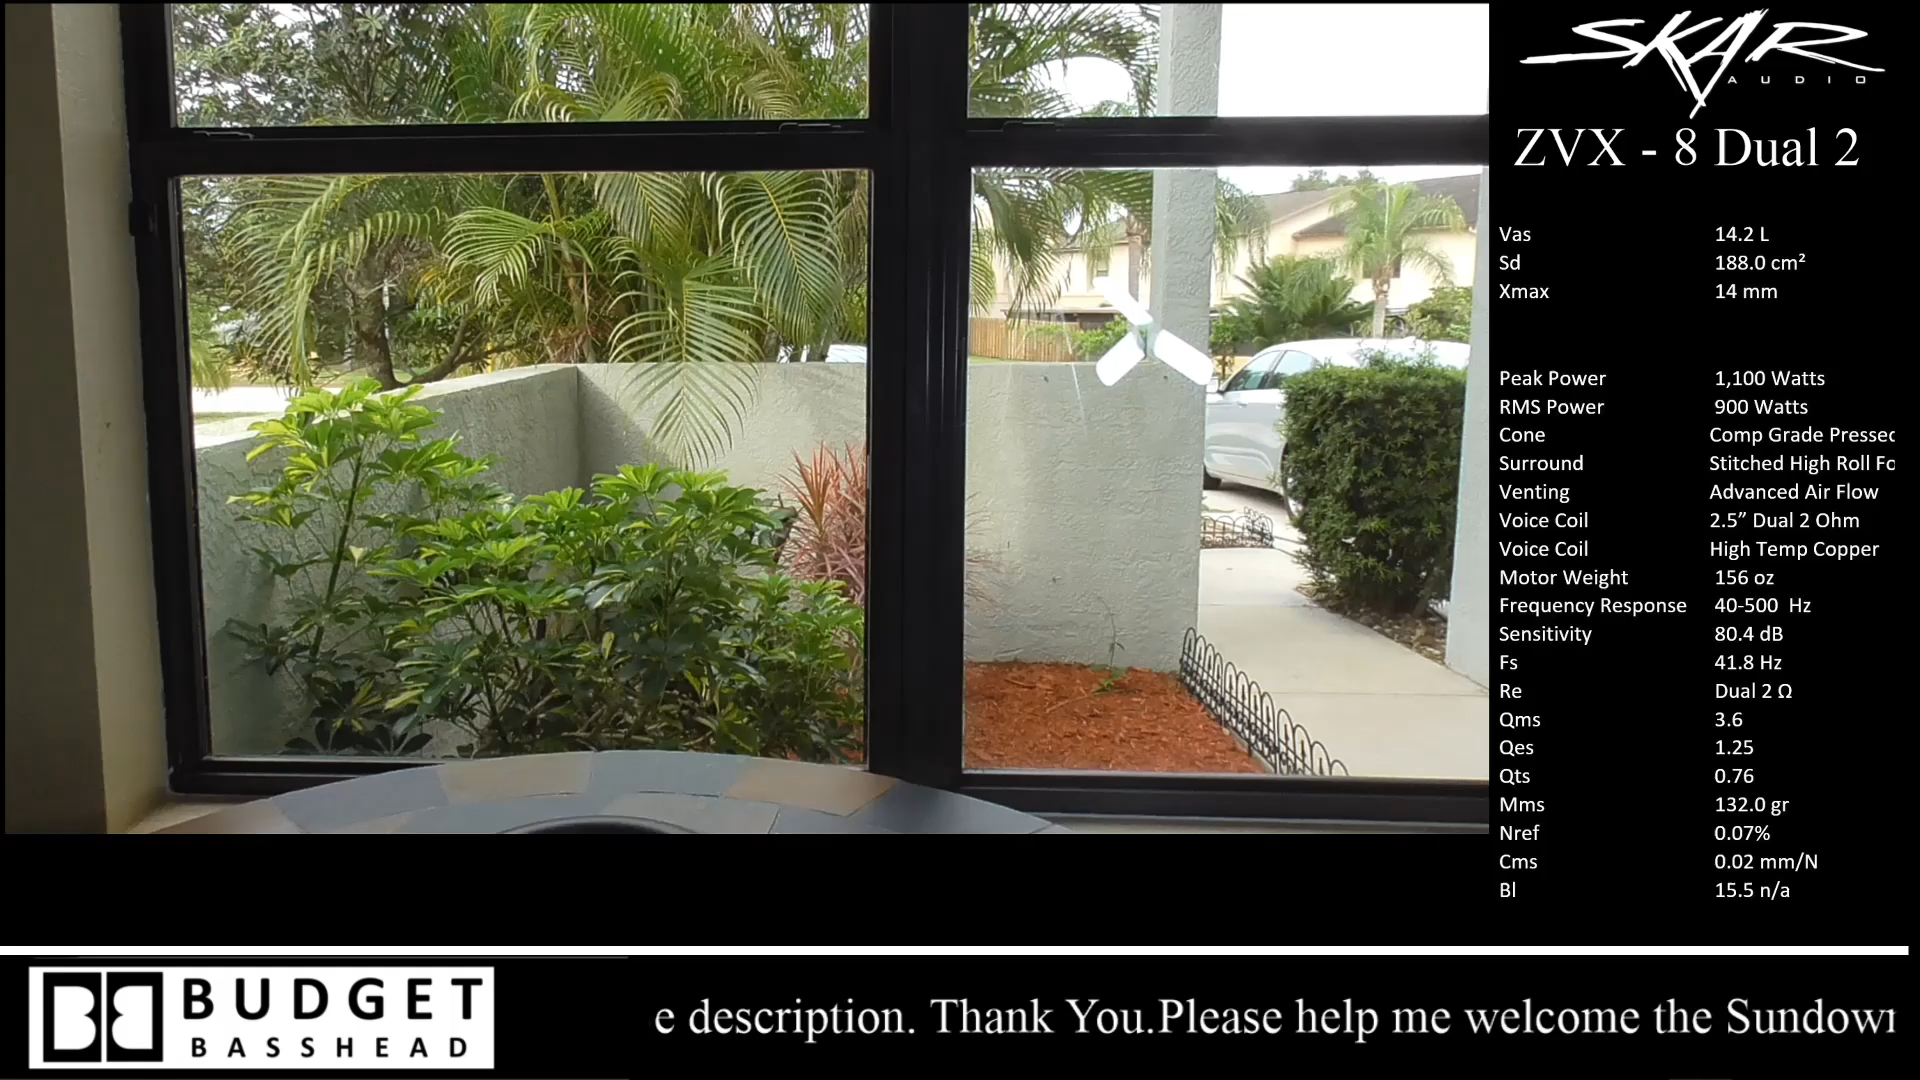 SKAR
AUDIO
ZVX - 8 Dual 2
Vas 14.2 L
Sd 188.0 cm²
Xmax 14 mm
Peak Power 1,100 Watts
RMS Power 900 Watts
Cone Comp Grade Pressed
Surround Stitched High Roll Fo
Venting Advanced Air Flow
Voice Coil 2.5” Dual 2 Ohm
Voice Coil High Temp Copper
Motor Weight 156 oz
Frequency Response 40-500 Hz
Sensitivity 80.4 dB
Fs 41.8 Hz
Re Dual 2 Ω
Qms 3.6
Qes 1.25
Qts 0.76
Mms 132.0 gr
Nref 0.07%
Cms 0.02 mm/N
Bl 15.5 n/a
BUDGET
BASSHEAD
e description. Thank You.Please help me welcome the Sundown